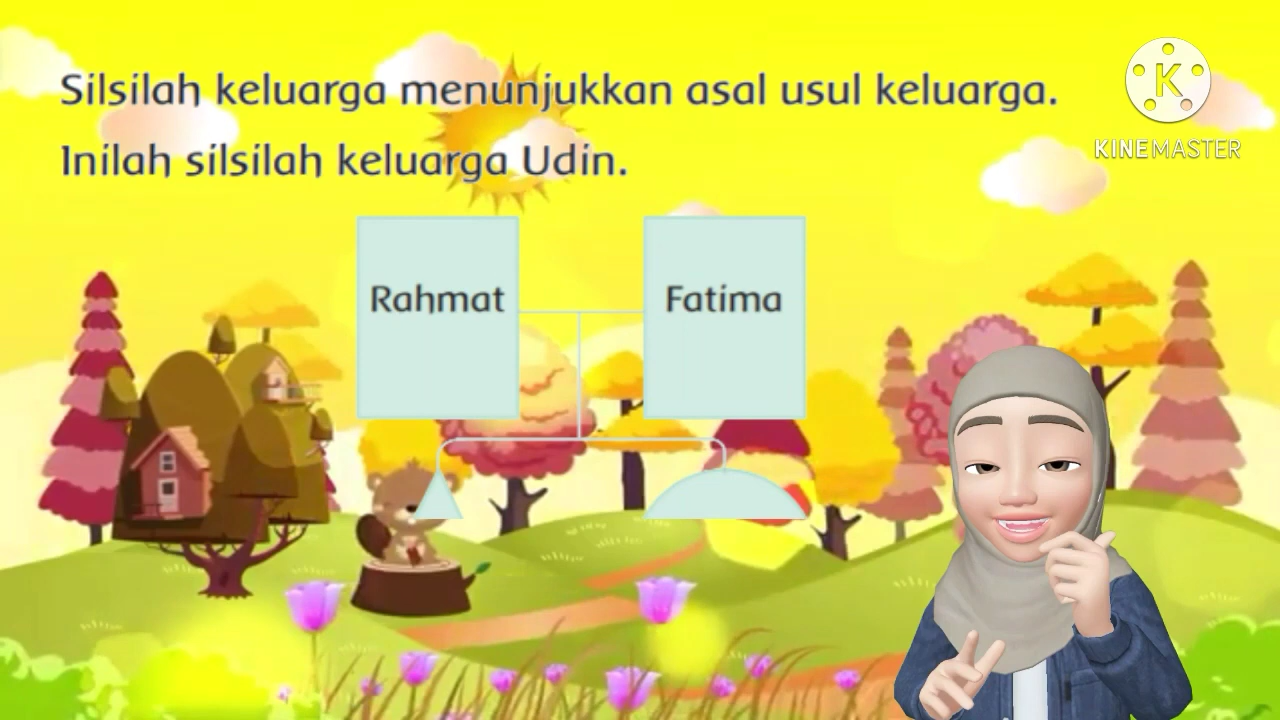 Silsilah keluarga menunjukkan asal usul keluarga.
Inilah silsilah keluarga Udin.
Rahmat
Fatima
K
KINEMASTER